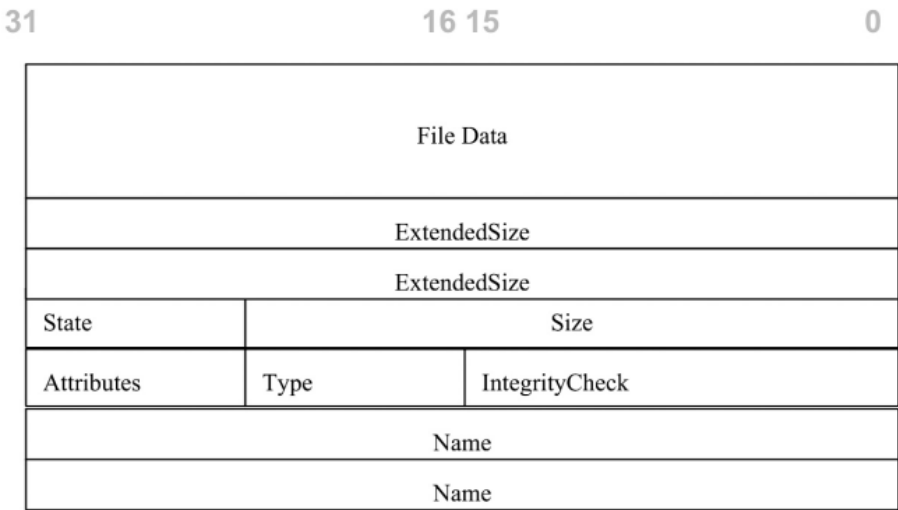 31 16 15 0
File Data
ExtendedSize
ExtendedSize
State Size
Attributes Type IntegrityCheck
Name
Name